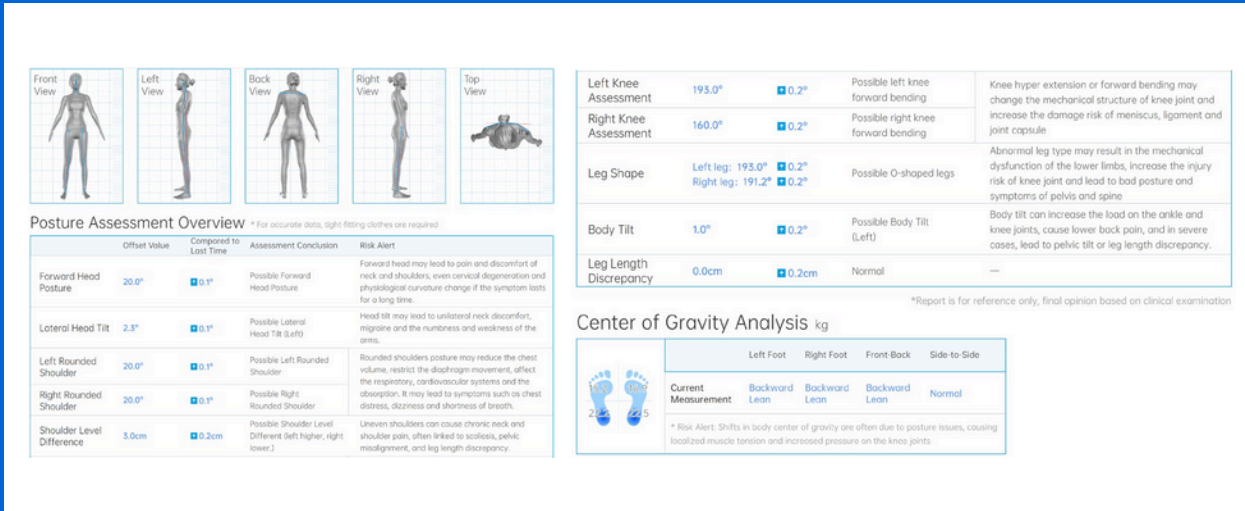 Front
View
Left
View
Back
View
Right
View
Top
View
Posture Assessment Overview * For accurate data, tight fitting clothes are required
Offset Value
Compared to
Last Time
Assessment Conclusion
Risk Alert
Forward Head
Posture
20.0°
0.1°
Possible Forward
Head Posture
Forward head may lead to pain and discomfort of
neck and shoulders, even cervical degeneration and
physiological curvature change if the symptom lasts
for a long time.
Lateral Head Tilt
2.3°
0.1°
Possible Lateral
Head Tilt (Left)
Head tilt may lead to unilateral neck discomfort,
migraine and the numbness and weakness of the
arms.
Left Rounded
Shoulder
20.0°
0.1°
Possible Left Rounded
Shoulder
Right Rounded
Shoulder
20.0°
0.1°
Possible Right
Rounded Shoulder
Rounded shoulders posture may reduce the chest
volume, restrict the diaphragm movement, affect
the respiratory, cardiovascular systems and the
absorption. It may lead to symptoms such as chest
distress, dizziness and shortness of breath.
Shoulder Level
Difference
3.0cm
0.2cm
Possible Shoulder Level
Different (left higher, right
lower.)
Uneven shoulders can cause chronic neck and
shoulder pain, often linked to scoliosis, pelvic
misalignment, and leg length discrepancy.
Left Knee
Assessment
193.0°
0.2°
Possible left knee
forward bending
Right Knee
Assessment
160.0°
0.2°
Possible right knee
forward bending
Knee hyper extension or forward bending may
change the mechanical structure of knee joint and
increase the damage risk of meniscus, ligament and
joint capsule
Leg Shape
Left leg: 193.0° 0.2°
Right leg: 191.2° 0.2°
Possible O-shaped legs
Abnormal leg type may result in the mechanical
dysfunction of the lower limbs, increase the injury
risk of knee joint and lead to bad posture and
symptoms of pelvis and spine
Body Tilt
1.0°
0.2°
Possible Body Tilt
(Left)
Body tilt can increase the load on the ankle and
knee joints, cause lower back pain, and in severe
cases, lead to pelvic tilt or leg length discrepancy.
Leg Length
Discrepancy
0.0cm
0.2cm
Normal
—
*Report is for reference only, final opinion based on clinical examination
Center of Gravity Analysis kg
Left Foot
Right Foot
Front-Back
Side-to-Side
Current
Measurement
Backward
Lean
Backward
Lean
Backward
Lean
Normal
* Risk Alert: Shifts in body center of gravity are often due to posture issues, causing
localized muscle tension and increased pressure on the knee joints